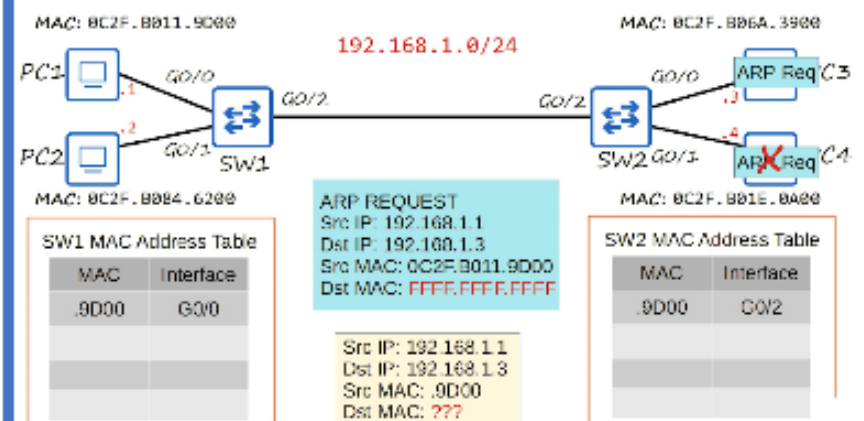 MAC: 0C2F.B011.9D00
MAC: 0C2F.B06A.3900
192.168.1.0/24
PC1
G0/0
.1
G0/2
G0/2
G0/0
ARP Req
C3
.3
.2
.4
PC2
G0/1
SW1
SW2
G0/1
ARP Req
C4
MAC: 0C2F.B084.6200
MAC: 0C2F.B01E.0A00
ARP REQUEST
Src IP: 192.168.1.1
Dst IP: 192.168.1.3
Src MAC: 0C2F.B011.9D00
Dst MAC: FFFF.FFFF.FFFF
SW1 MAC Address Table
MAC Interface
.9D00 G0/0
SW2 MAC Address Table
MAC Interface
.9D00 G0/2
Src IP: 192.168.1.1
Dst IP: 192.168.1.3
Src MAC: .9D00
Dst MAC: ???